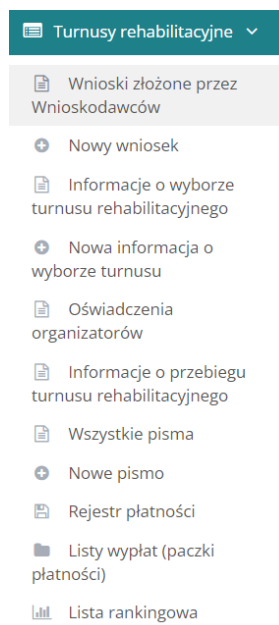 Turnusy rehabilitacyjne
Wnioski złożone przez
Wnioskodawców
Nowy wniosek
Informacje o wyborze
turnusu rehabilitacyjnego
Nowa informacja o
wyborze turnusu
Oświadczenia
organizatorów
Informacje o przebiegu
turnusu rehabilitacyjnego
Wszystkie pisma
Nowe pismo
Rejestr płatności
Listy wypłat (paczki
płatności)
Lista rankingowa